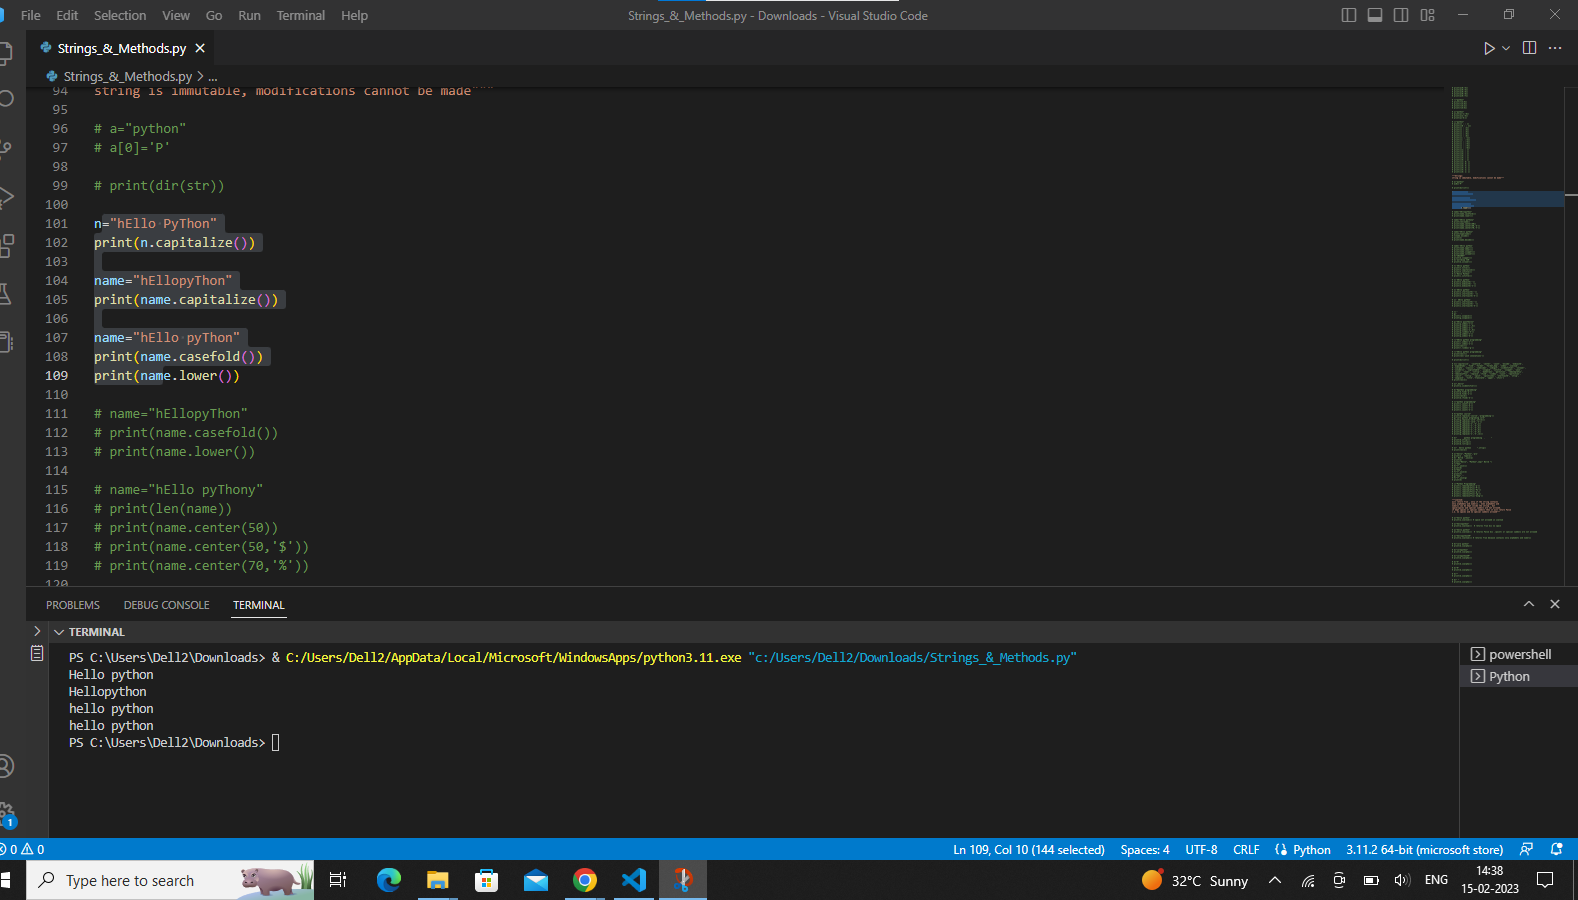 File Edit Selection View Go Run Terminal Help Strings_&_Methods.py - Downloads - Visual Studio Code
Strings_&_Methods.py
Strings_&_Methods.py > ...
94 string is immutable, modifications cannot be made"""
95
96 # a="python"
97 # a[0]='P'
98
99 # print(dir(str))
100
101 n="hEllo PyThon"
102 print(n.capitalize())
103
104 name="hEllopyThon"
105 print(name.capitalize())
106
107 name="hEllo pyThon"
108 print(name.casefold())
109 print(name.lower())
110
111 # name="hEllopyThon"
112 # print(name.casefold())
113 # print(name.lower())
114
115 # name="hEllo pyThony"
116 # print(len(name))
117 # print(name.center(50))
118 # print(name.center(50,'$'))
119 # print(name.center(70,'%'))
120
PROBLEMS DEBUG CONSOLE TERMINAL
TERMINAL
PS C:\Users\Dell2\Downloads> & C:/Users/Dell2/AppData/Local/Microsoft/WindowsApps/python3.11.exe "c:/Users/Dell2/Downloads/Strings_&_Methods.py"
Hello python
Hellopython
hello python
hello python
PS C:\Users\Dell2\Downloads>
powershell
Python
1
0 0 Ln 109, Col 10 (144 selected) Spaces: 4 UTF-8 CRLF Python 3.11.2 64-bit (microsoft store)
Type here to search 32°C Sunny ENG 14:38
15-02-2023